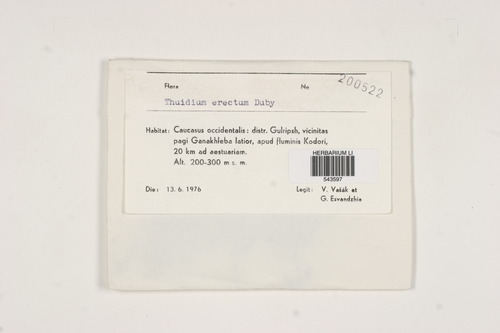 Flora No 200522
Thuidium erectum Duby
Habitat: Caucasus occidentalis: distr. Gulripsh, vicinitas
pagi Ganakhleba latior, apud fluminis Kodori,
20 km ad aestuariam.
Alt. 200-300 m s. m.
HERBARIUM LI
543597
Die: 13. 6. 1976 Legit: V. Vašák et
G. Esvandzhia